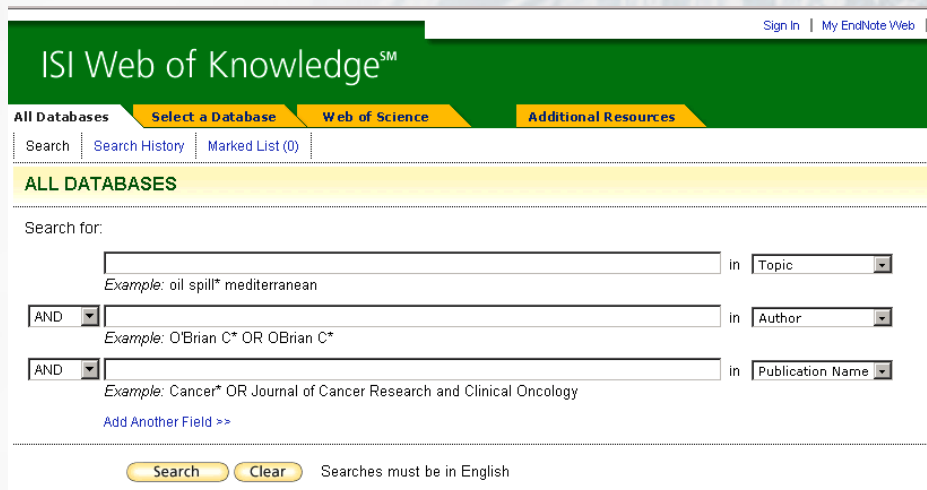 Sign In | My EndNote Web |
ISI Web of Knowledge℠
All Databases Select a Database Web of Science Additional Resources
Search Search History Marked List (0)
ALL DATABASES
Search for:
in Topic
Example: oil spill* mediterranean
AND in Author
Example: O'Brian C* OR OBrian C*
AND in Publication Name
Example: Cancer* OR Journal of Cancer Research and Clinical Oncology
Add Another Field >>
Search Clear Searches must be in English